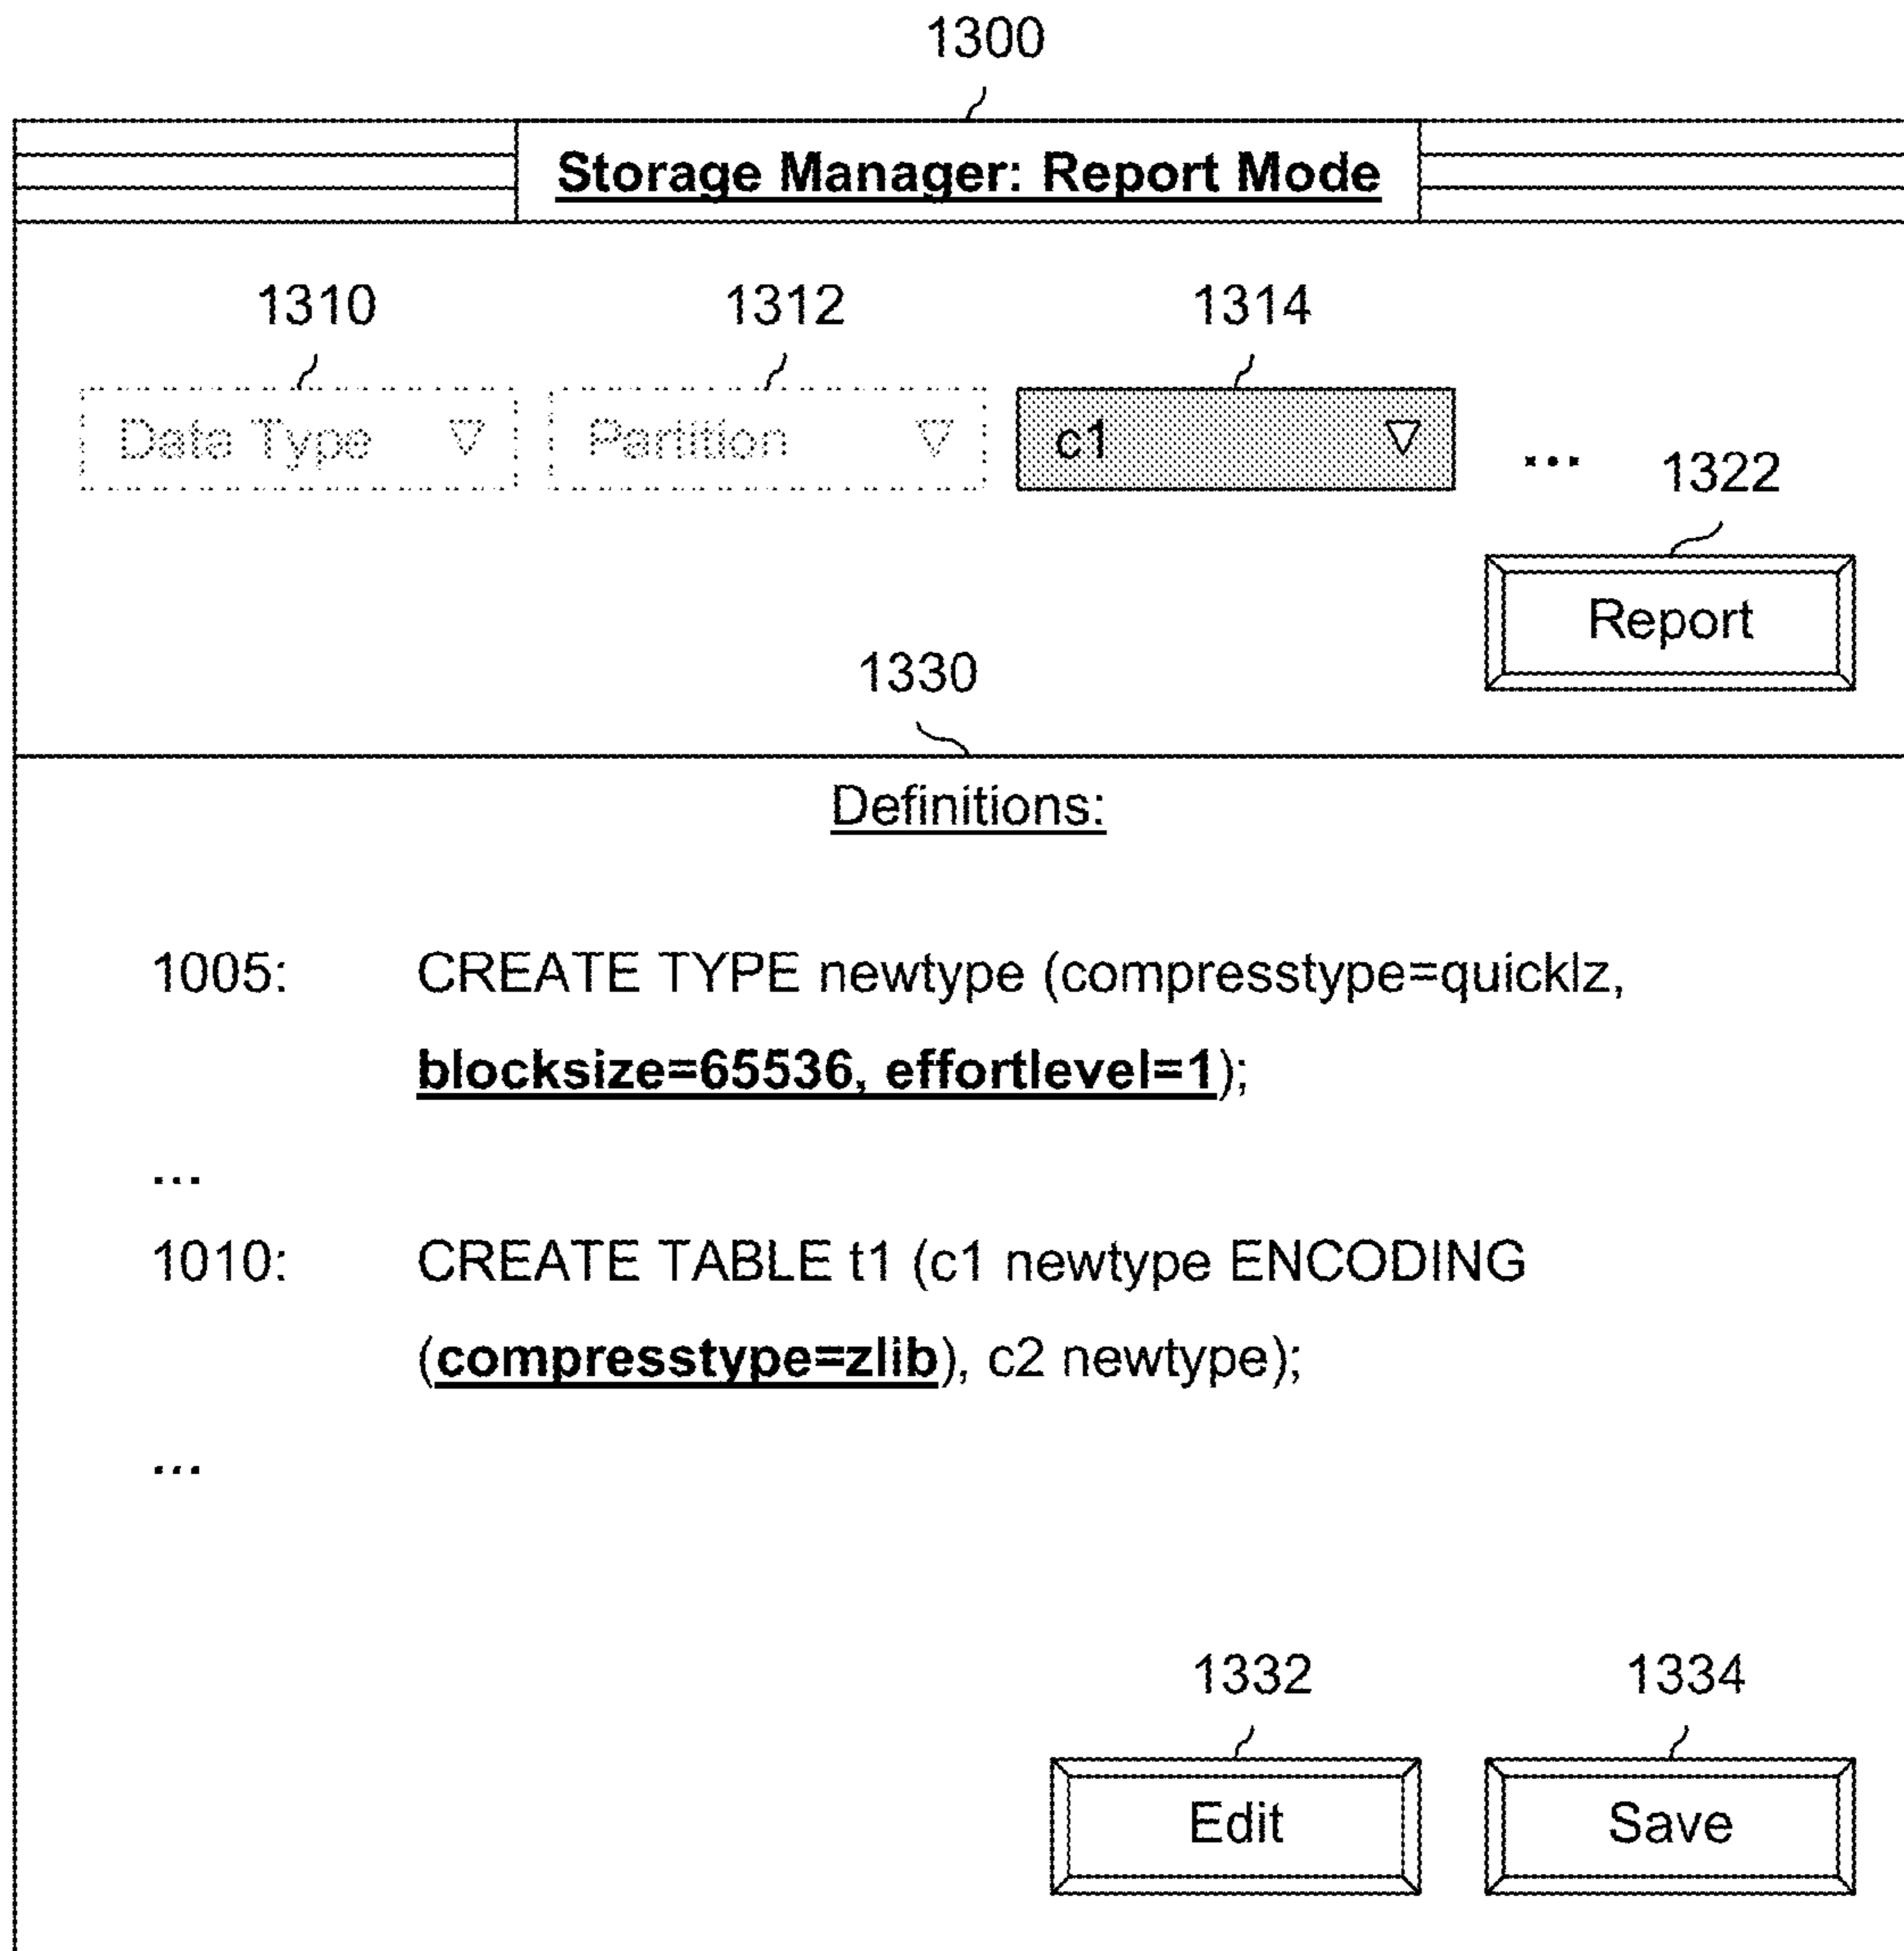 1300
Storage Manager: Report Mode
1310 1312 1314
Data Type Partition c1 ...
1322
Report
1330
Definitions:
1005: CREATE TYPE newtype (compresstype=quicklz,
blocksize=65536, effortlevel=1);
...
1010: CREATE TABLE t1 (c1 newtype ENCODING
(compresstype=zlib), c2 newtype);
...
1332 1334
Edit Save